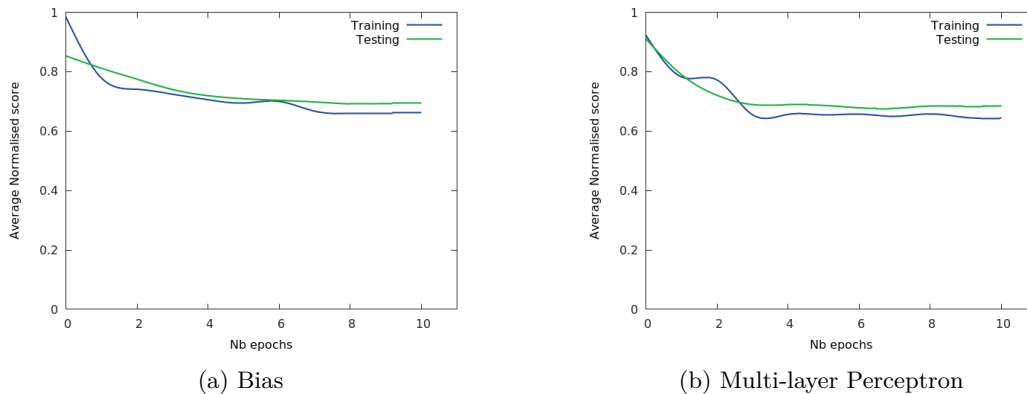 Average Normalised score
1
0.8
0.6
0.4
0.2
0
Training
Testing
0 2 4 6 8 10
Nb epochs
(a) Bias
Average Normalised score
1
0.8
0.6
0.4
0.2
0
Training
Testing
0 2 4 6 8 10
Nb epochs
(b) Multi-layer Perceptron